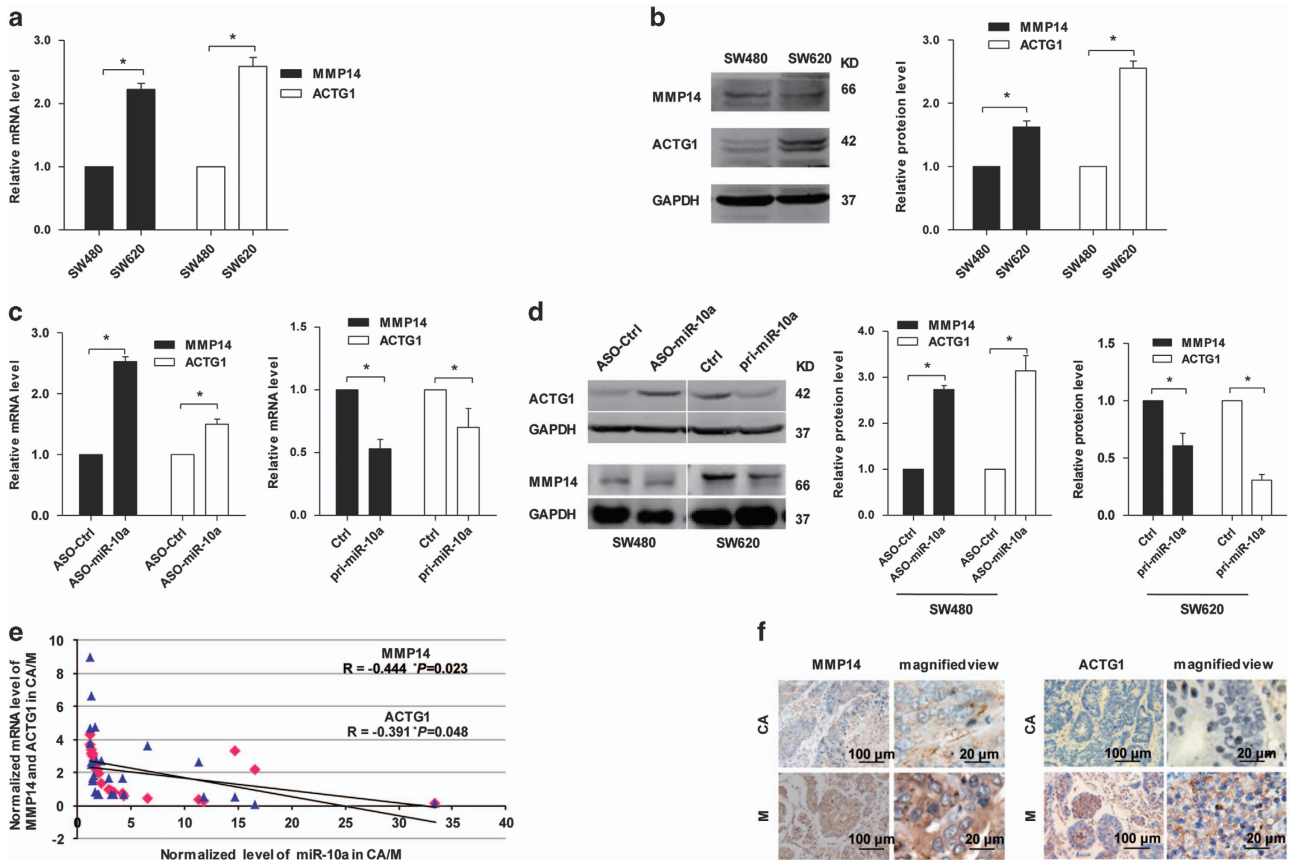 a
3.0
2.0
1.0
0.0
Relative mRNA level
*
*
MMP14
ACTG1
SW480
SW620
SW480
SW620
b
SW480 SW620 KD
MMP14 66
ACTG1 42
GAPDH 37
MMP14
ACTG1
3.0
2.0
1.0
0.0
Relative proteion level
*
*
SW480
SW620
SW480
SW620
c
3.0
2.0
1.0
0.0
Relative mRNA level
*
*
MMP14
ACTG1
ASO-Ctrl
ASO-miR-10a
ASO-Ctrl
ASO-miR-10a
MMP14
ACTG1
1.5
1.0
0.5
0.0
Relative mRNA level
*
*
Ctrl
pri-miR-10a
Ctrl
pri-miR-10a
d
ASO-Ctrl
ASO-miR-10a
Ctrl
pri-miR-10a
KD
ACTG1 42
GAPDH 37
MMP14 66
GAPDH 37
SW480 SW620
MMP14
ACTG1
4.0
3.0
2.0
1.0
0.0
Relative proteion level
*
*
ASO-Ctrl
ASO-miR-10a
ASO-Ctrl
ASO-miR-10a
SW480
MMP14
ACTG1
1.5
1.0
0.5
0.0
Relative proteion level
*
*
Ctrl
pri-miR-10a
Ctrl
pri-miR-10a
SW620
e
10
8
6
4
2
0
-2
Normalized mRNA level of
MMP14 and ACTG1 in CA/M
MMP14
R = -0.444 *P=0.023
ACTG1
R = -0.391 *P=0.048
0 5 10 15 20 25 30 35 40
Normalized level of miR-10a in CA/M
f
MMP14 magnified view ACTG1 magnified view
CA
100 µm
20 µm
CA
100 µm
20 µm
M
100 µm
20 µm
M
100 µm
20 µm